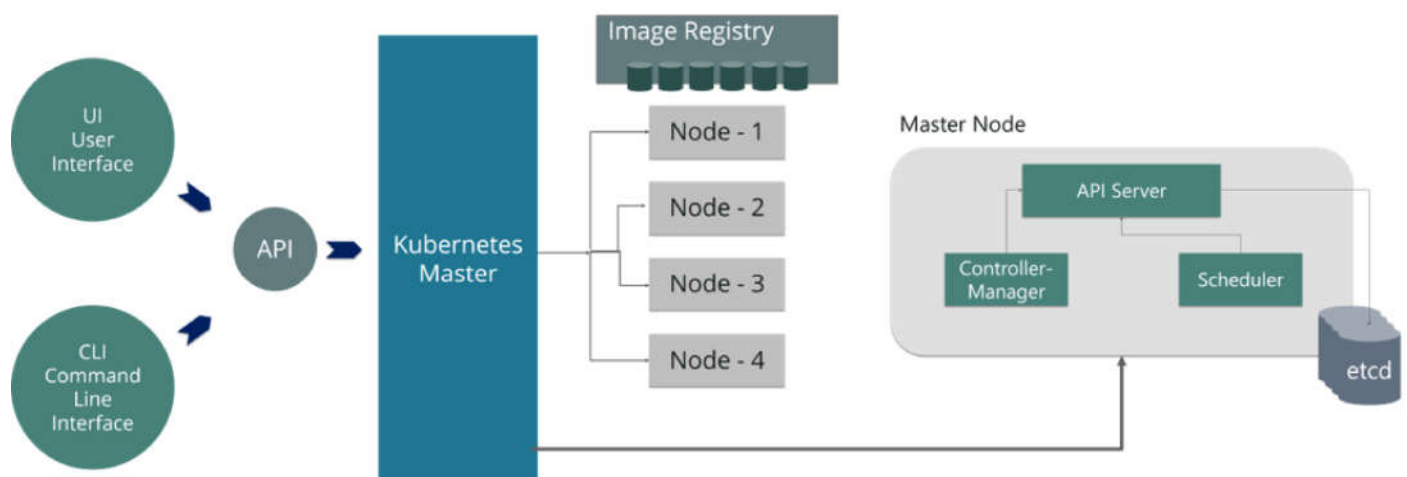 UI
User
Interface
CLI
Command
Line
Interface
API
Kubernetes
Master
Image Registry
Node - 1
Node - 2
Node - 3
Node - 4
Master Node
API Server
Controller-
Manager
Scheduler
etcd